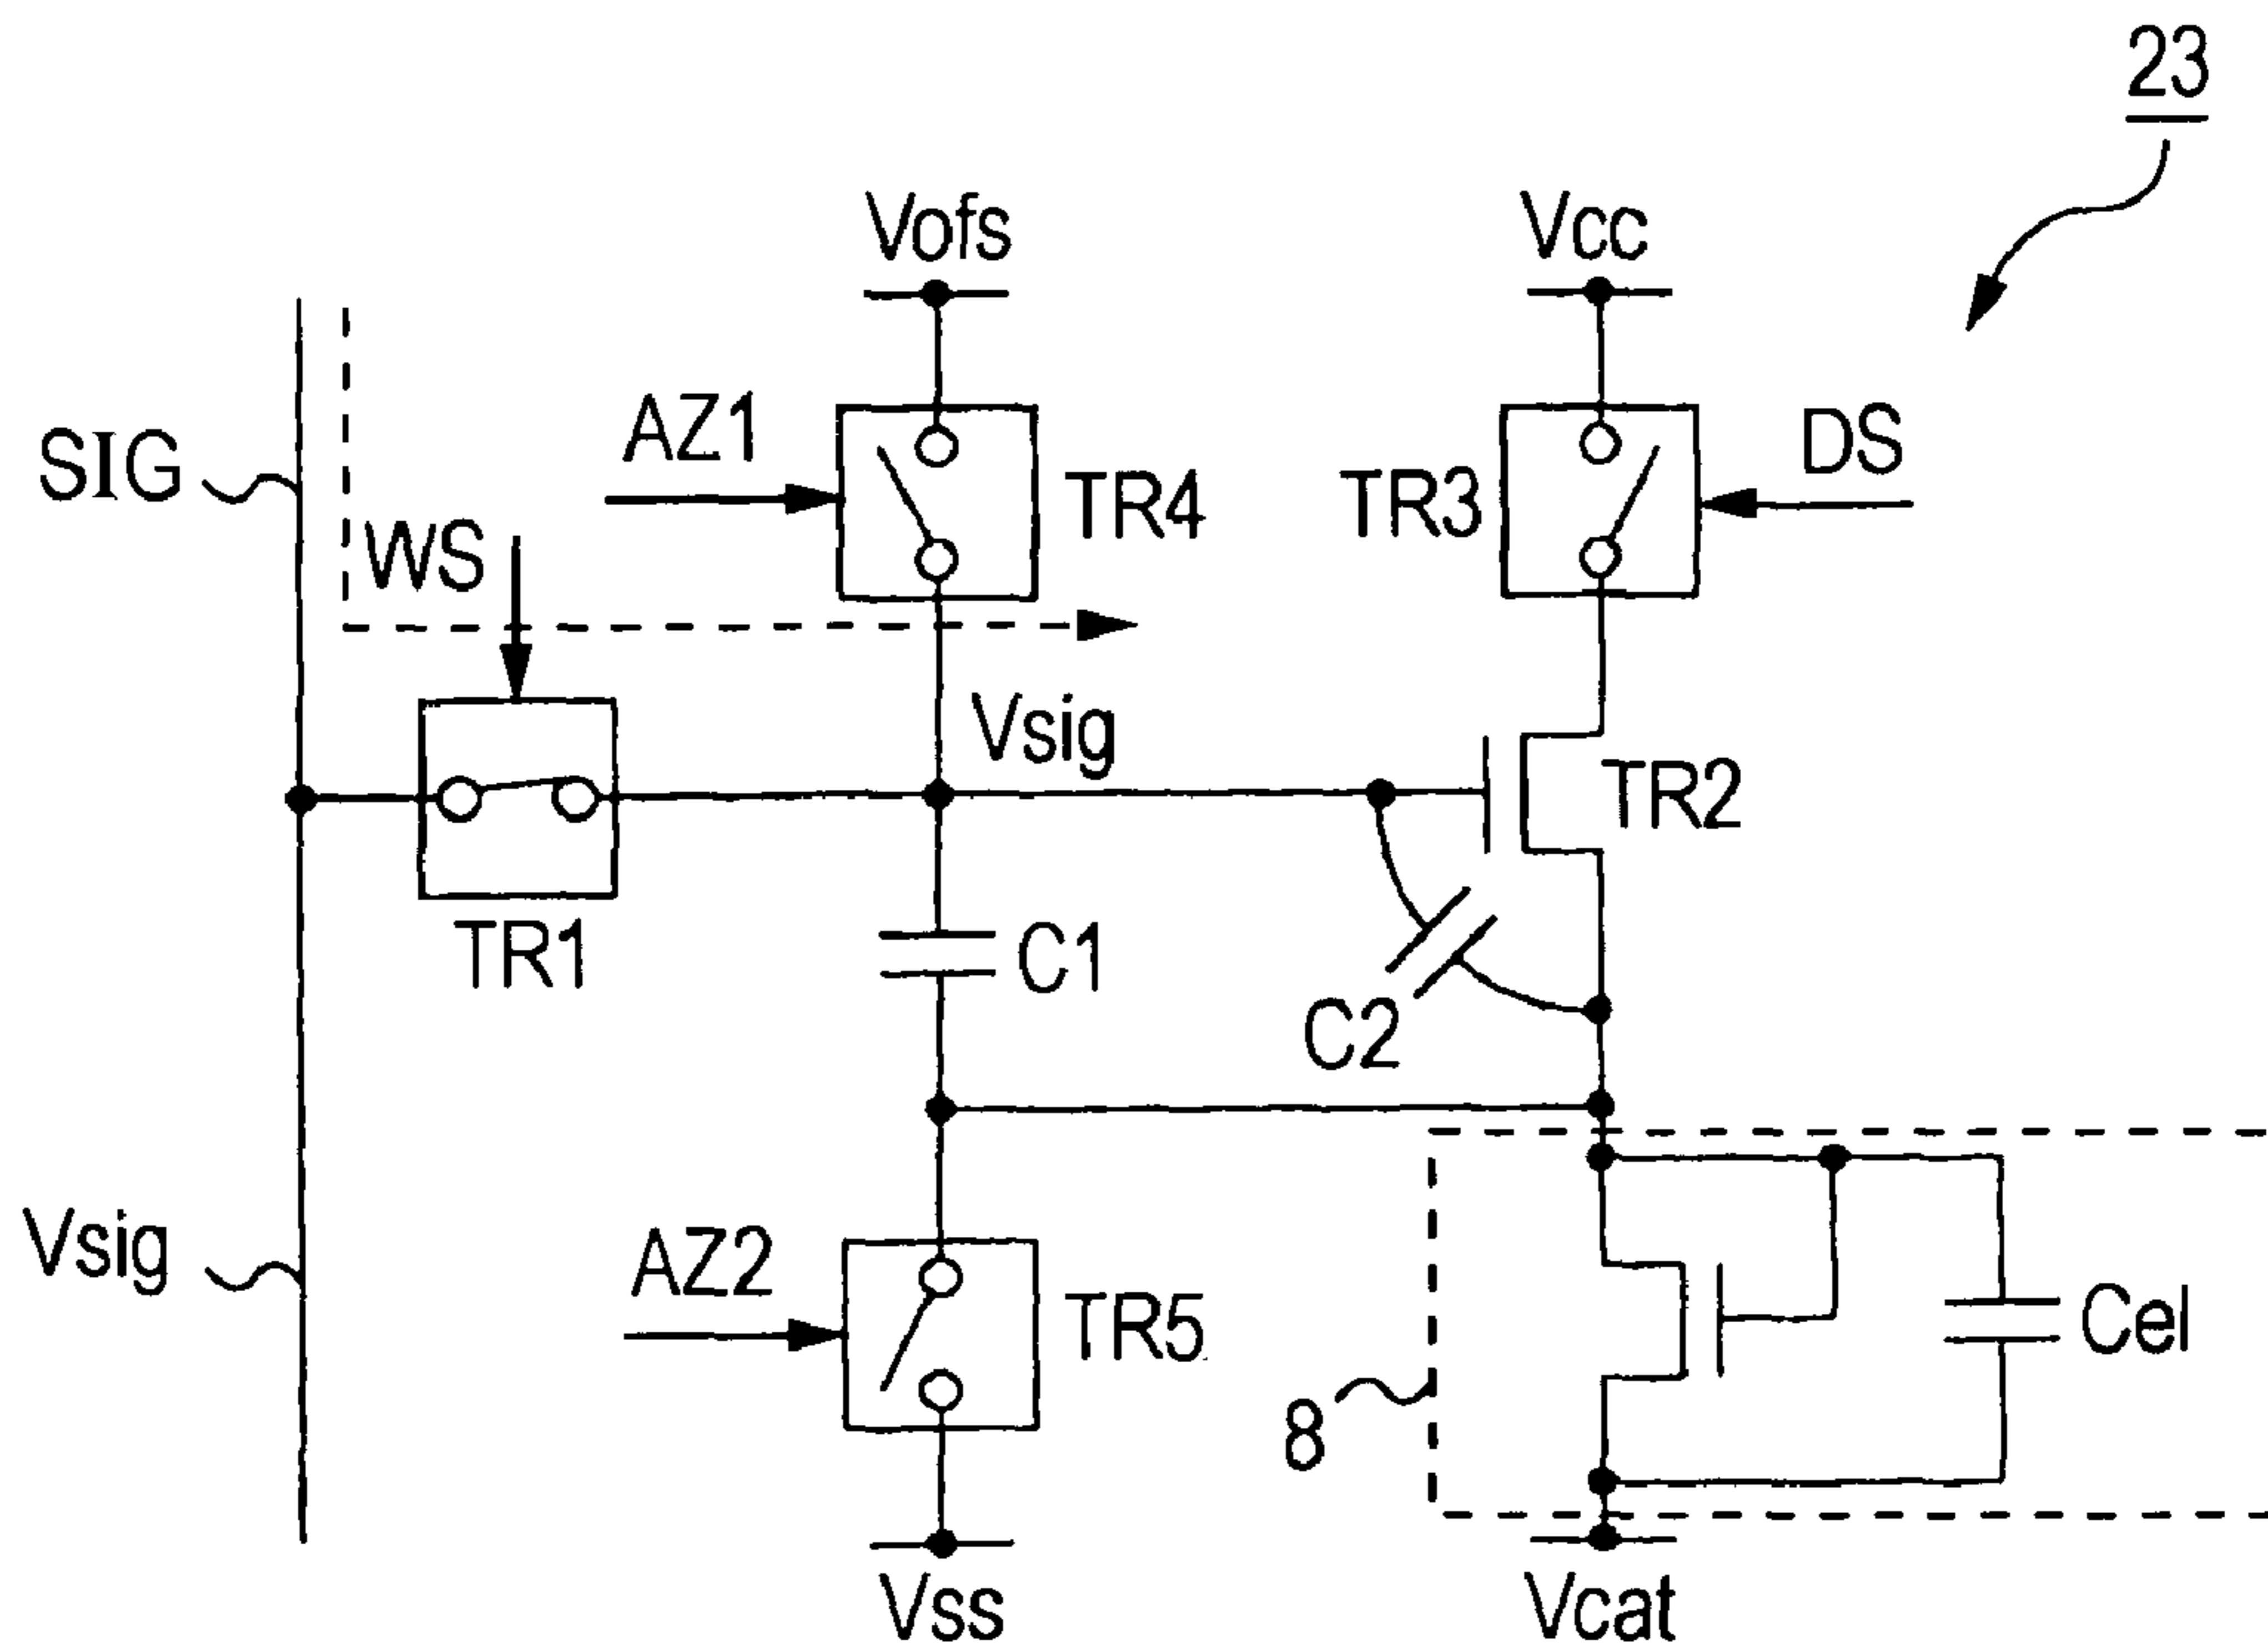 23
Vofs
Vcc
AZ1
DS
SIG
TR4
TR3
WS
Vsig
TR2
TR1
C1
C2
Vsig
AZ2
TR5
Cel
8
Vss
Vcat